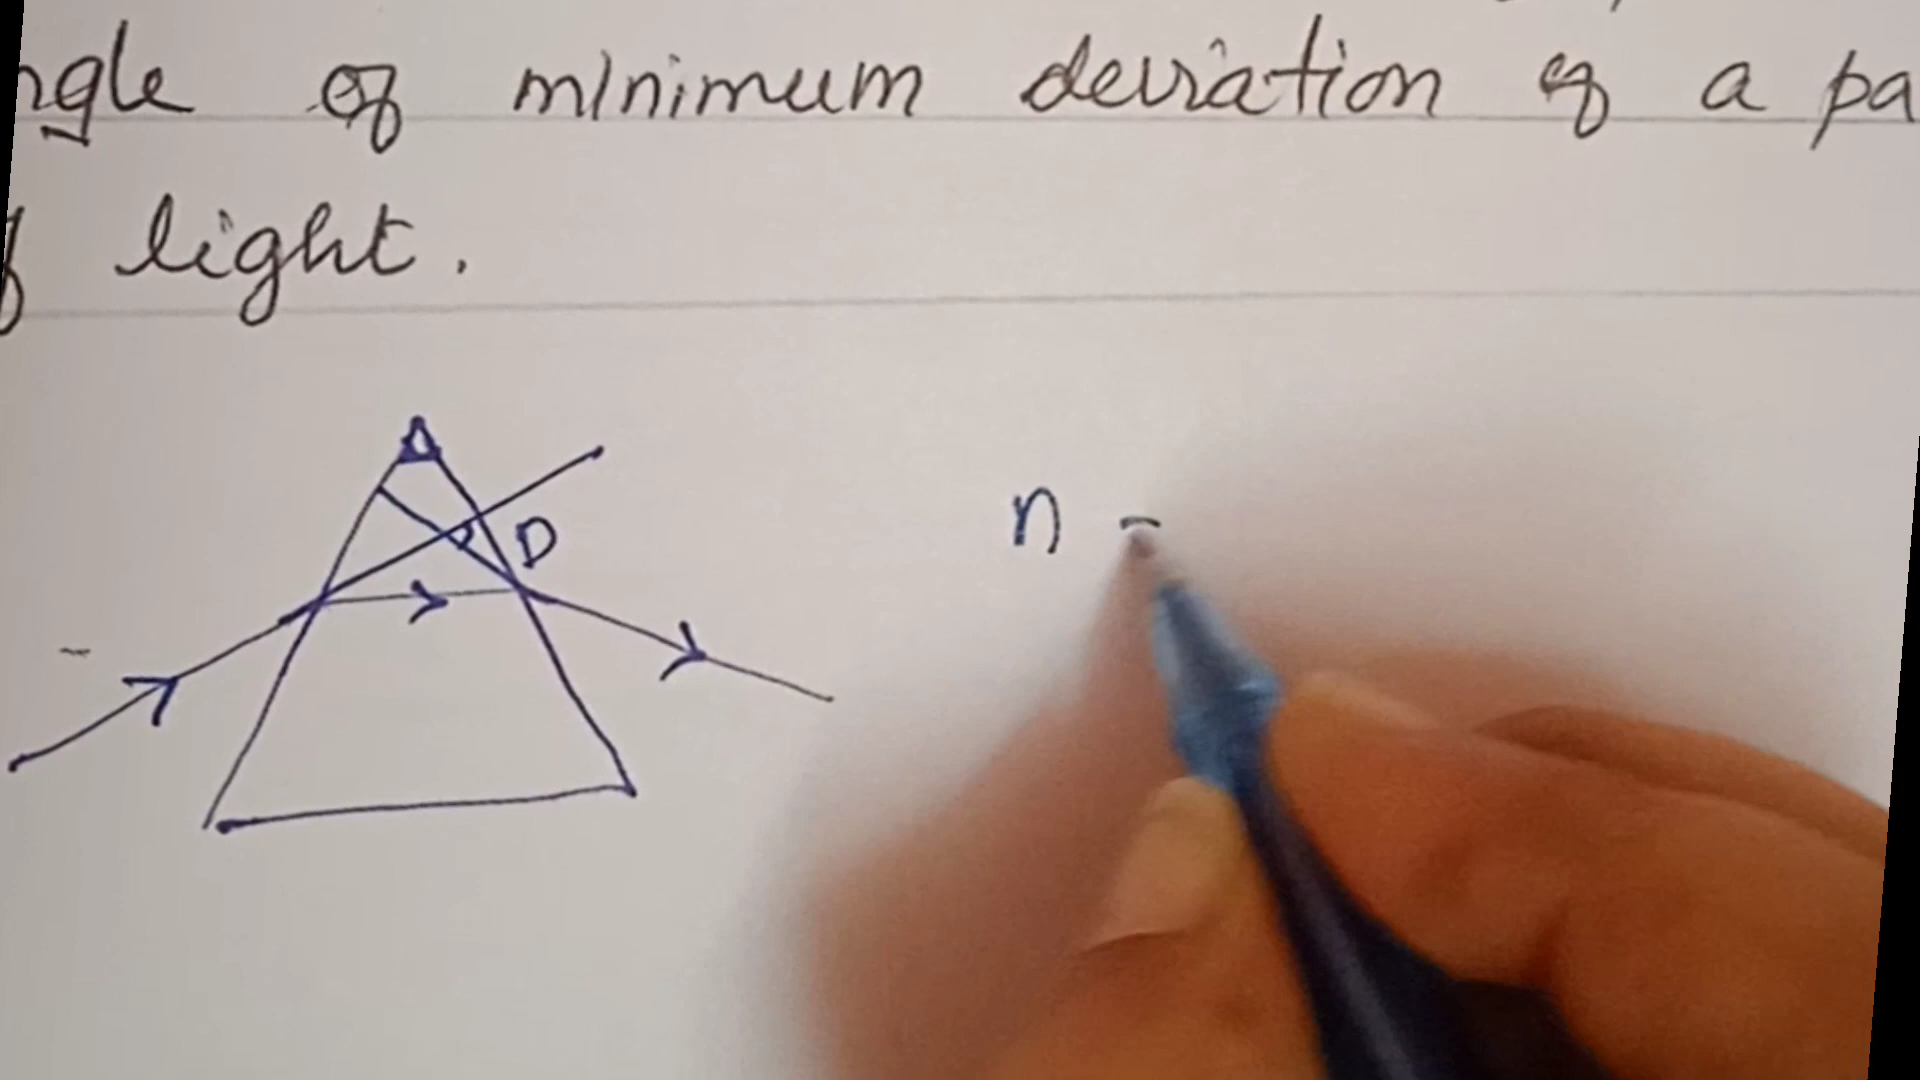 ngle of minimum deviation of a pa
f light.
A
D
n =